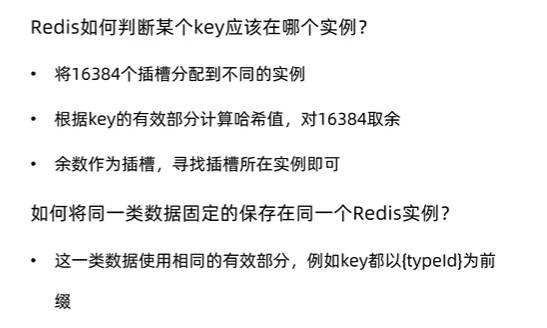 Redis如何判断某个key应该在哪个实例？
• 将16384个插槽分配到不同的实例
• 根据key的有效部分计算哈希值，对16384取余
• 余数作为插槽，寻找插槽所在实例即可
如何将同一类数据固定的保存在同一个Redis实例？
• 这一类数据使用相同的有效部分，例如key都以{typeId}为前
缀